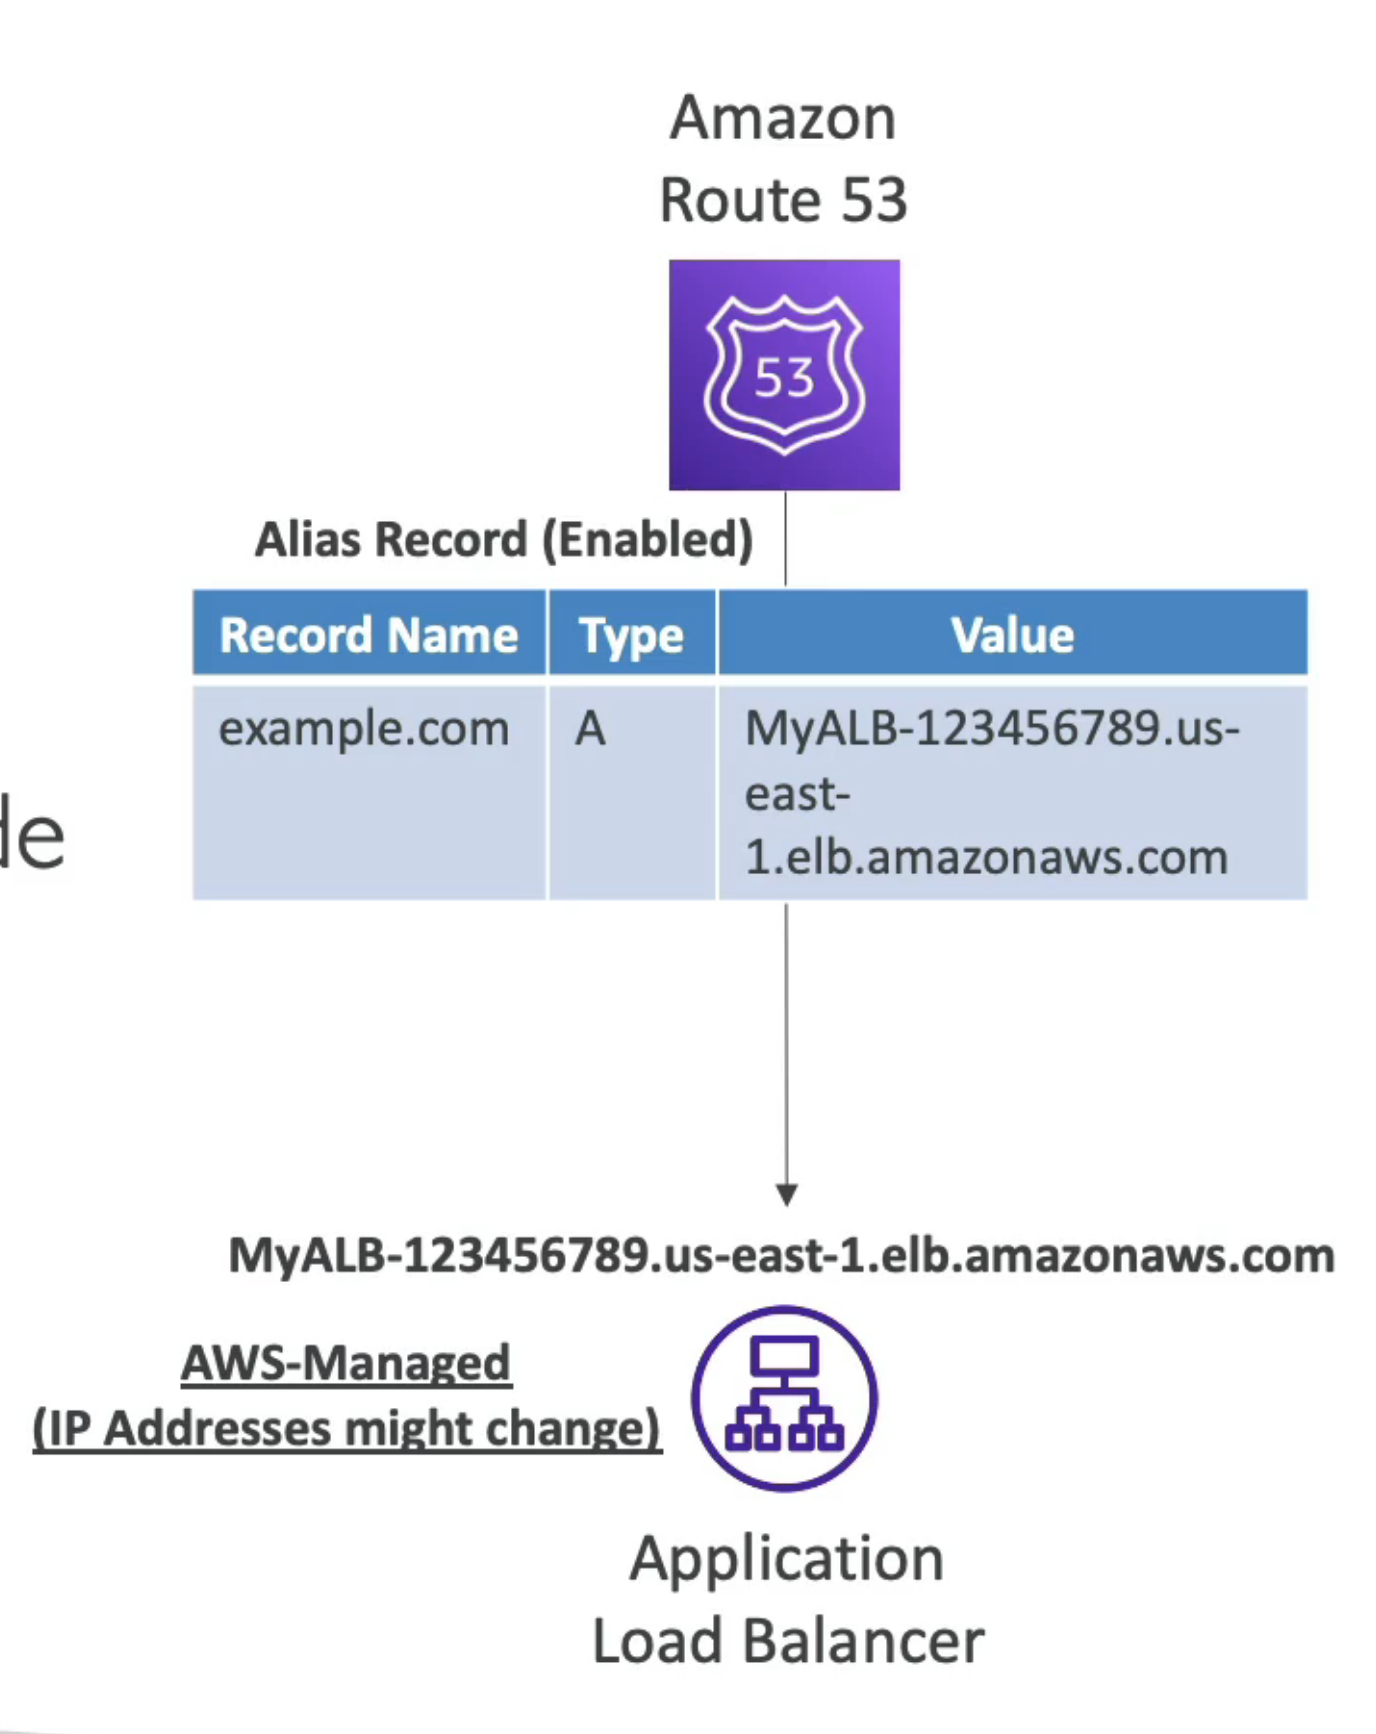 Amazon
Route 53
53
Alias Record (Enabled)
Record Name Type Value
example.com A MyALB-123456789.us-
east-
1.elb.amazonaws.com
de
MyALB-123456789.us-east-1.elb.amazonaws.com
AWS-Managed
(IP Addresses might change)
Application
Load Balancer